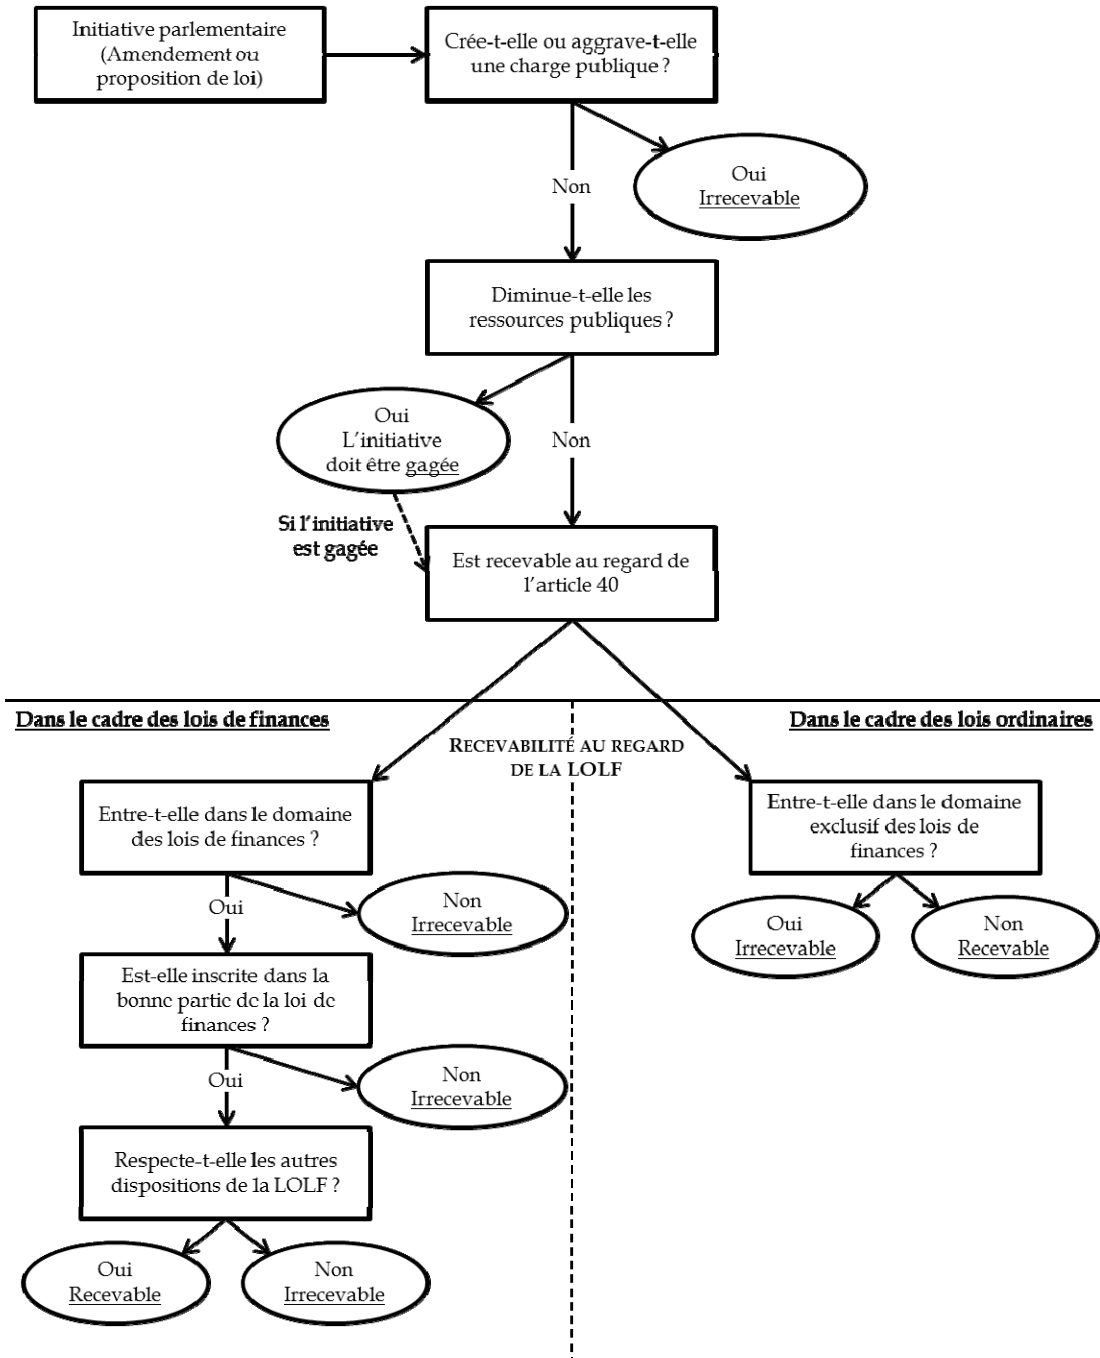 Initiative parlementaire
(Amendement ou
proposition de loi)
Crée-t-elle ou aggrave-t-elle
une charge publique ?
Oui
Irrecevable
Non
Diminue-t-elle les
ressources publiques ?
Oui
L'initiative
doit être gagée
Non
Si l'initiative
est gagée
Est recevable au regard de
l'article 40
Dans le cadre des lois de finances
Dans le cadre des lois ordinaires
RECEVABILITÉ AU REGARD
DE LA LOLF
Entre-t-elle dans le domaine
des lois de finances ?
Entre-t-elle dans le domaine
exclusif des lois de
finances ?
Oui
Non
Irrecevable
Oui
Irrecevable
Non
Recevable
Est-elle inscrite dans la
bonne partie de la loi de
finances ?
Oui
Non
Irrecevable
Respecte-t-elle les autres
dispositions de la LOLF ?
Oui
Recevable
Non
Irrecevable